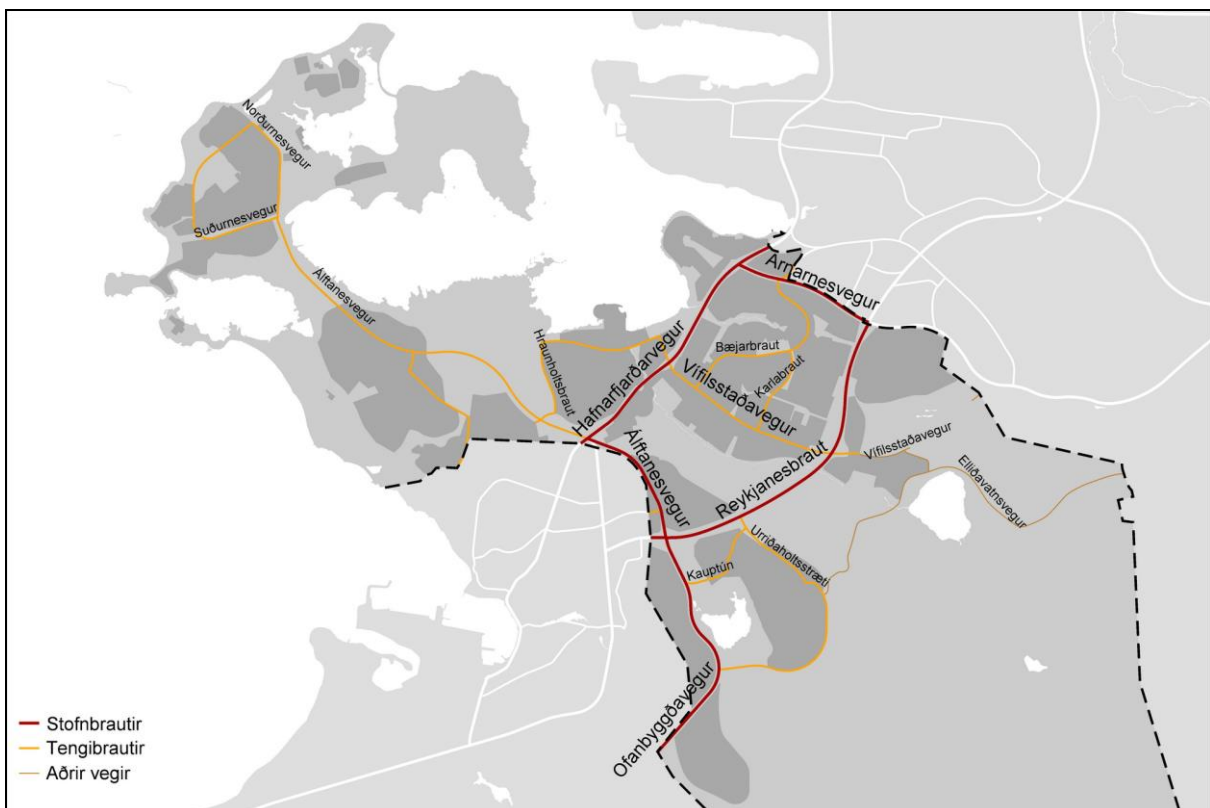 Norðurnesvegur
Suðurnesvegur
Álftanesvegur
Hraunholtsbraut
Hafnarfjarðarvegur
Arnarnesvegur
Bæjarbraut
Karlabraut
Vífilsstaðavegur
Álftanesvegur
Reykjanesbraut
Vífilsstaðavegur
Elliðavatnsvegur
Urriðaholtsstræti
Kauptún
Ofanbyggðavegur
Stofnbrautir
Tengibrautir
Aðrir vegir